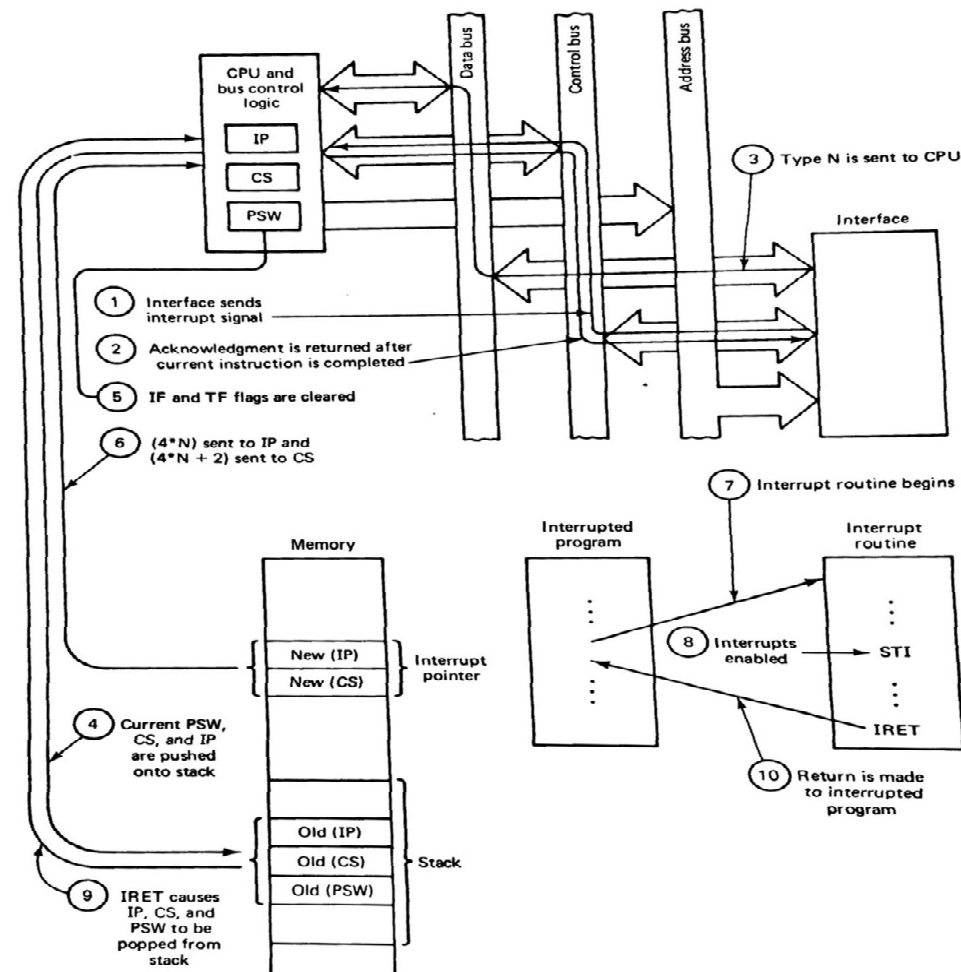 Data bus
Control bus
Address bus
CPU and
bus control
logic
IP
CS
PSW
3 Type N is sent to CPU
Interface
1 Interface sends
interrupt signal
2 Acknowledgment is returned after
current instruction is completed
5 IF and TF flags are cleared
6 (4*N) sent to IP and
(4*N + 2) sent to CS
7 Interrupt routine begins
Memory
Interrupted
program
Interrupt
routine
⋮
⋮
8 Interrupts
enabled
STI
New (IP)
New (CS)
Interrupt
pointer
⋮
⋮
IRET
4 Current PSW,
CS, and IP
are pushed
onto stack
10 Return is made
to interrupted
program
Old (IP)
Old (CS)
Old (PSW)
Stack
9 IRET causes
IP, CS, and
PSW to be
popped from
stack